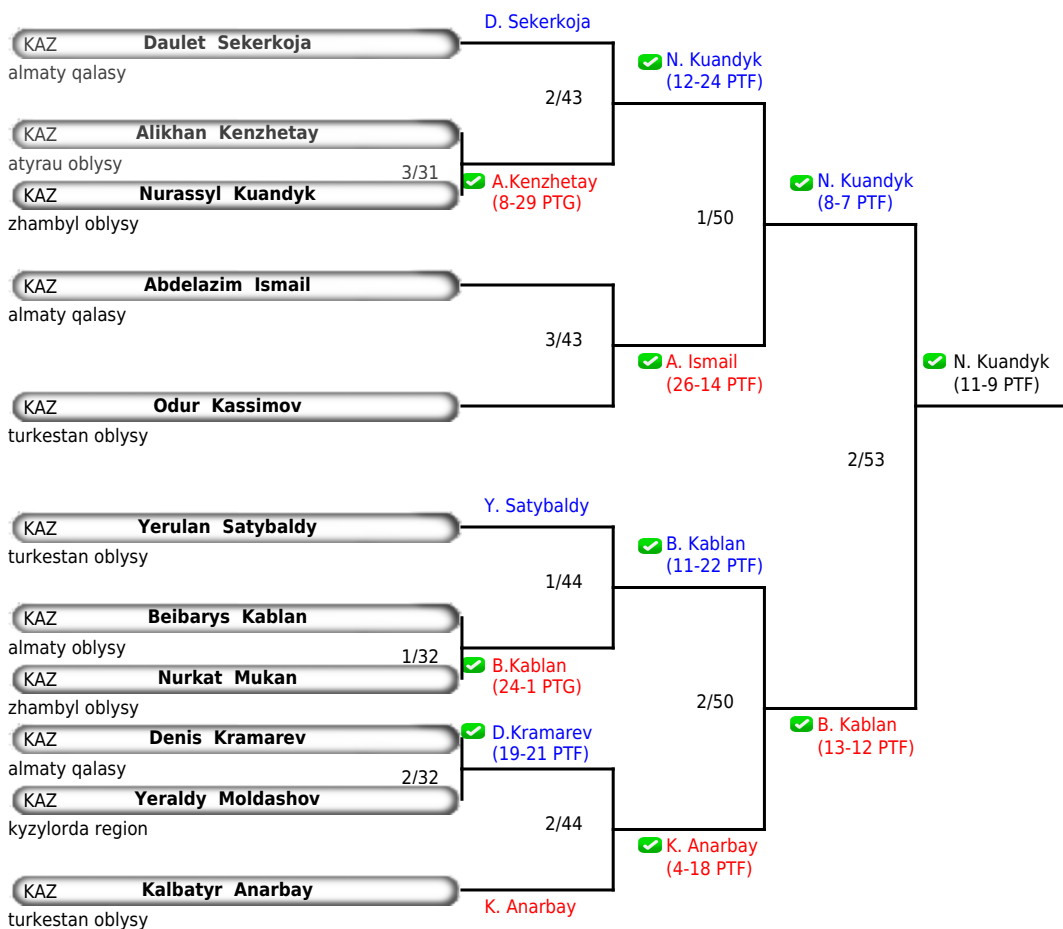 D. Sekerkoja
KAZ Daulet Sekerkoja
almaty qalasy
N. Kuandyk
(12-24 PTF)
2/43
KAZ Alikhan Kenzhetay
atyrau oblysy
3/31
A.Kenzhetay
(8-29 PTG)
KAZ Nurassyl Kuandyk
zhambyl oblysy
N. Kuandyk
(8-7 PTF)
1/50
KAZ Abdelazim Ismail
almaty qalasy
3/43
A. Ismail
(26-14 PTF)
N. Kuandyk
(11-9 PTF)
KAZ Odur Kassimov
turkestan oblysy
2/53
Y. Satybaldy
KAZ Yerulan Satybaldy
turkestan oblysy
B. Kablan
(11-22 PTF)
1/44
KAZ Beibarys Kablan
almaty oblysy
1/32
B.Kablan
(24-1 PTG)
KAZ Nurkat Mukan
zhambyl oblysy
2/50
B. Kablan
(13-12 PTF)
D.Kramarev
(19-21 PTF)
KAZ Denis Kramarev
almaty qalasy
2/32
KAZ Yeraldy Moldashov
kyzylorda region
2/44
K. Anarbay
(4-18 PTF)
KAZ Kalbatyr Anarbay
K. Anarbay
turkestan oblysy